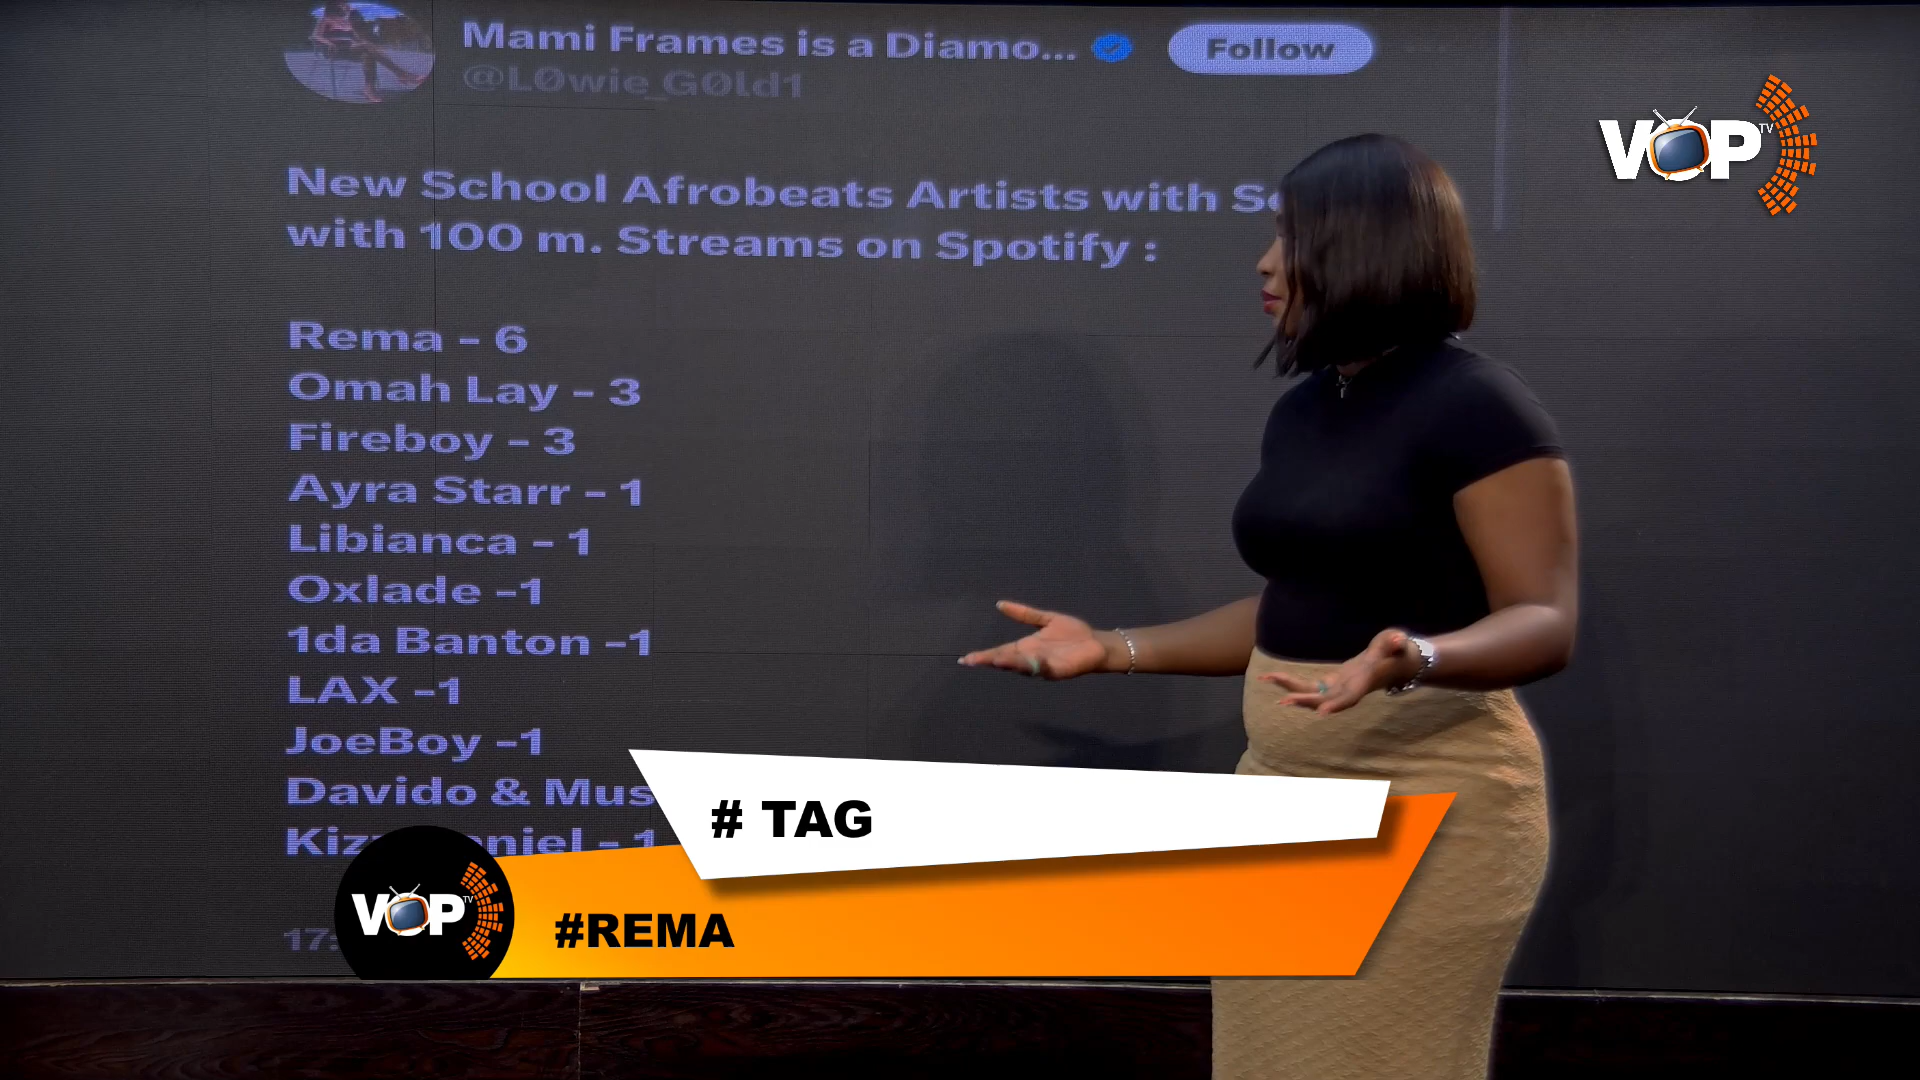 Mami Frames is a Diamo...
Follow
@L0wie_G0ld1
VOP TV
New School Afrobeats Artists with
with 100 m. Streams on Spotify :
Rema – 6
Omah Lay – 3
Fireboy – 3
Ayra Starr – 1
Libianca – 1
Oxlade –1
1da Banton –1
LAX –1
JoeBoy –1
Davido & Mus
# TAG
– 1
VOP TV
#REMA